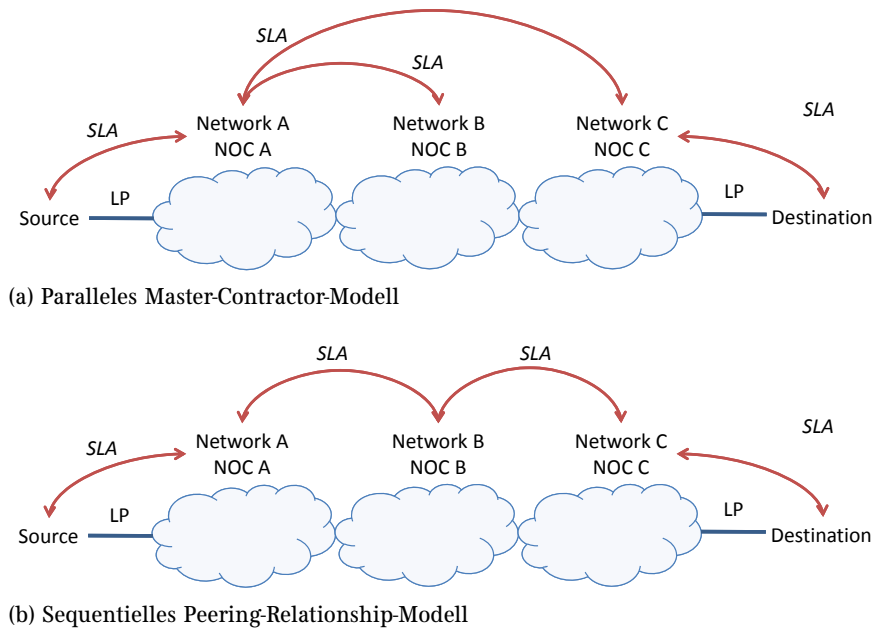 SLA
SLA
SLA
SLA
Network A
NOC A
Network B
NOC B
Network C
NOC C
LP
LP
Source
Destination
(a) Paralleles Master-Contractor-Modell
SLA
SLA
SLA
SLA
Network A
NOC A
Network B
NOC B
Network C
NOC C
LP
LP
Source
Destination
(b) Sequentielles Peering-Relationship-Modell